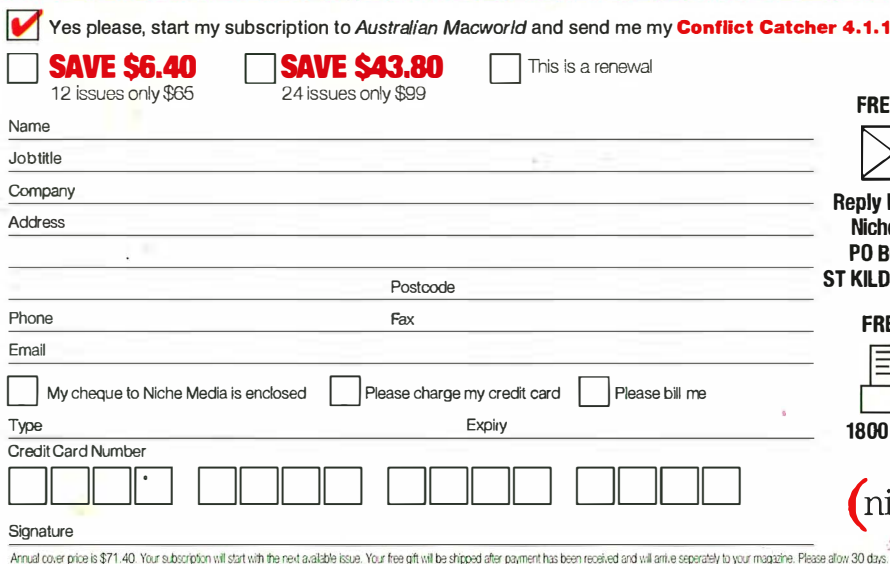 Yes please, start my subscription to Australian Macworld and send me my Conflict Catcher 4.1.1
SAVE $6.40 SAVE $43.80 This is a renewal
12 issues only $65 24 issues only $99
FRE
Name
Job title
Company
Address
Reply
Niche
PO B
ST KILD
Postcode
Phone Fax
FRE
Email
My cheque to Niche Media is enclosed Please charge my credit card Please bill me
Type Expiry
1800
Credit Card Number
(ni
Signature
Annual cover price is $71.40. Your subscription will start with the next available issue. Your free gift will be shipped after payment has been received and will arrive seperately to your magazine. Please allow 30 days.